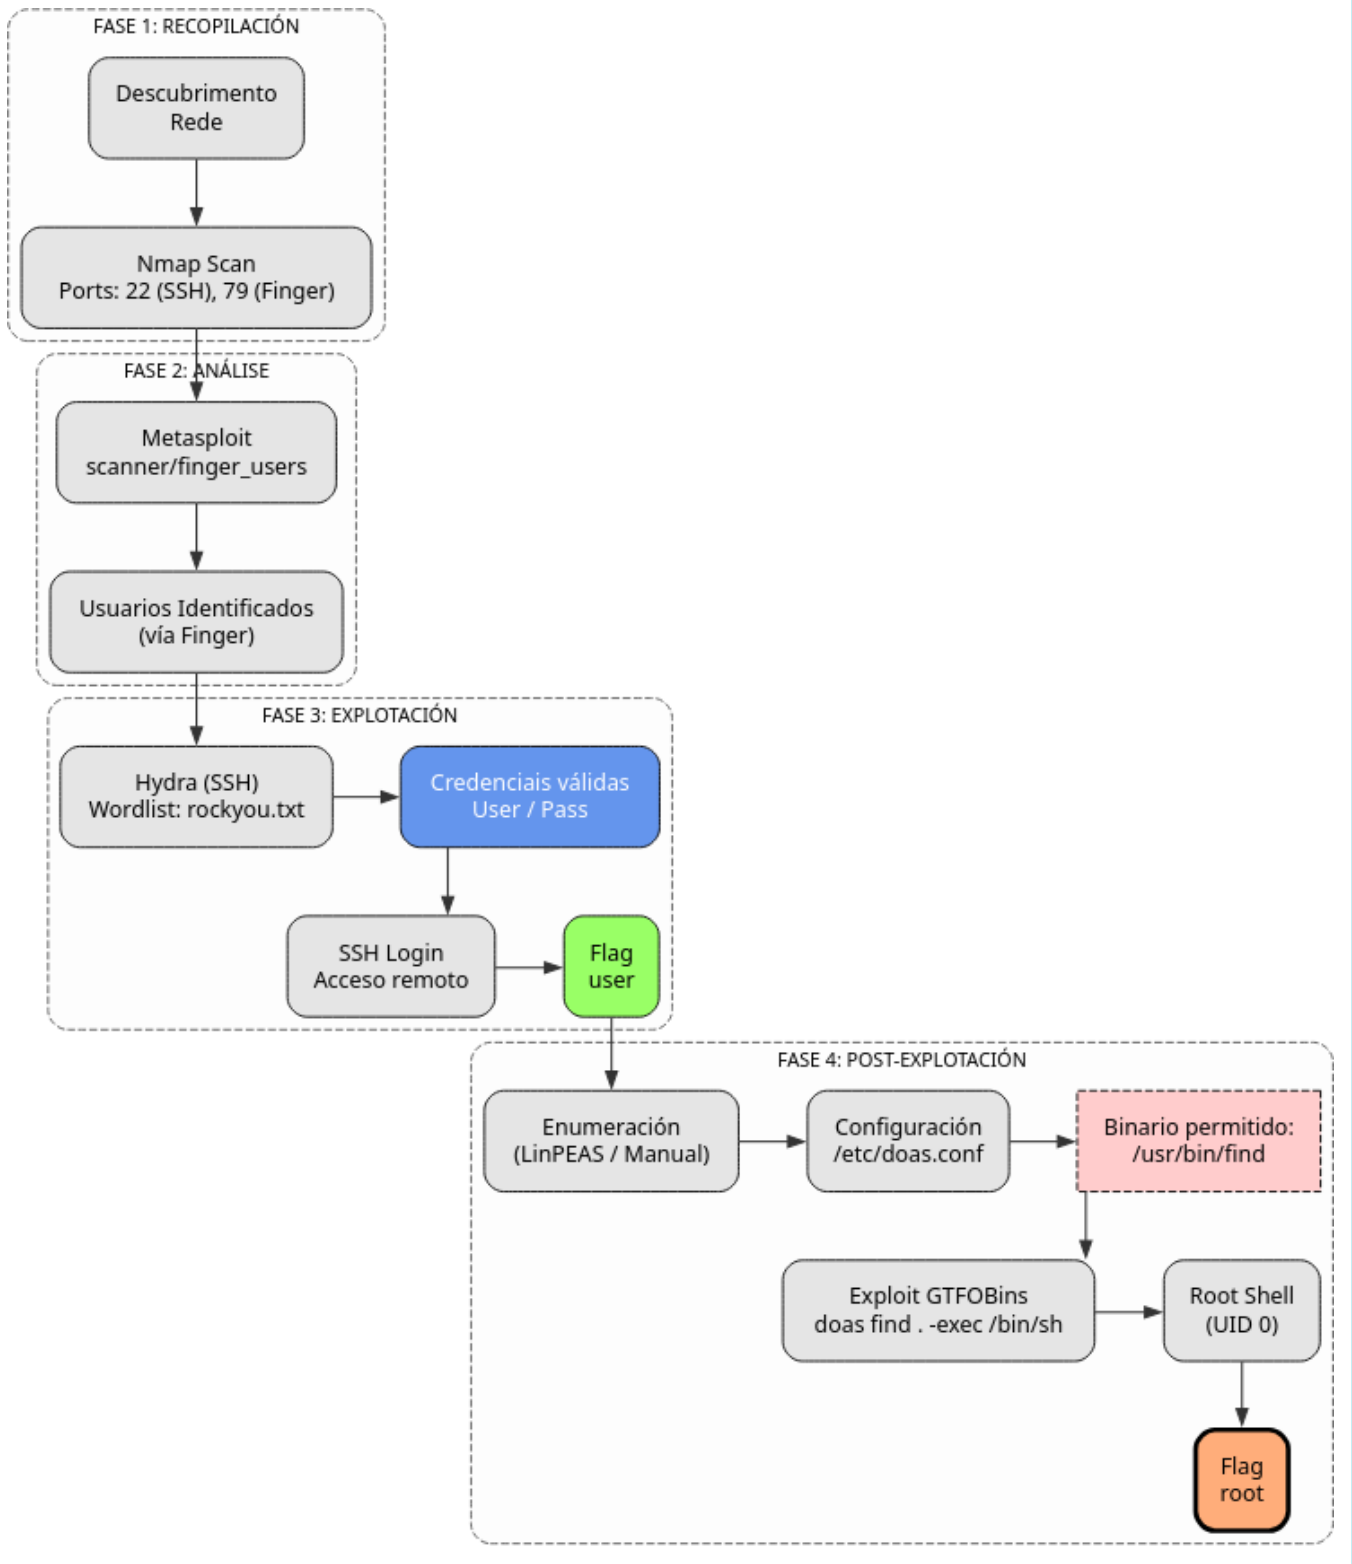 FASE 1: RECOPILACIÓN
Descubrimento
Rede
Nmap Scan
Ports: 22 (SSH), 79 (Finger)
FASE 2: ANÁLISE
Metasploit
scanner/finger_users
Usuarios Identificados
(vía Finger)
FASE 3: EXPLOTACIÓN
Hydra (SSH)
Wordlist: rockyou.txt
Credenciais válidas
User / Pass
SSH Login
Acceso remoto
Flag
user
FASE 4: POST-EXPLOTACIÓN
Enumeración
(LinPEAS / Manual)
Configuración
/etc/doas.conf
Binario permitido:
/usr/bin/find
Exploit GTFOBins
doas find . -exec /bin/sh
Root Shell
(UID 0)
Flag
root